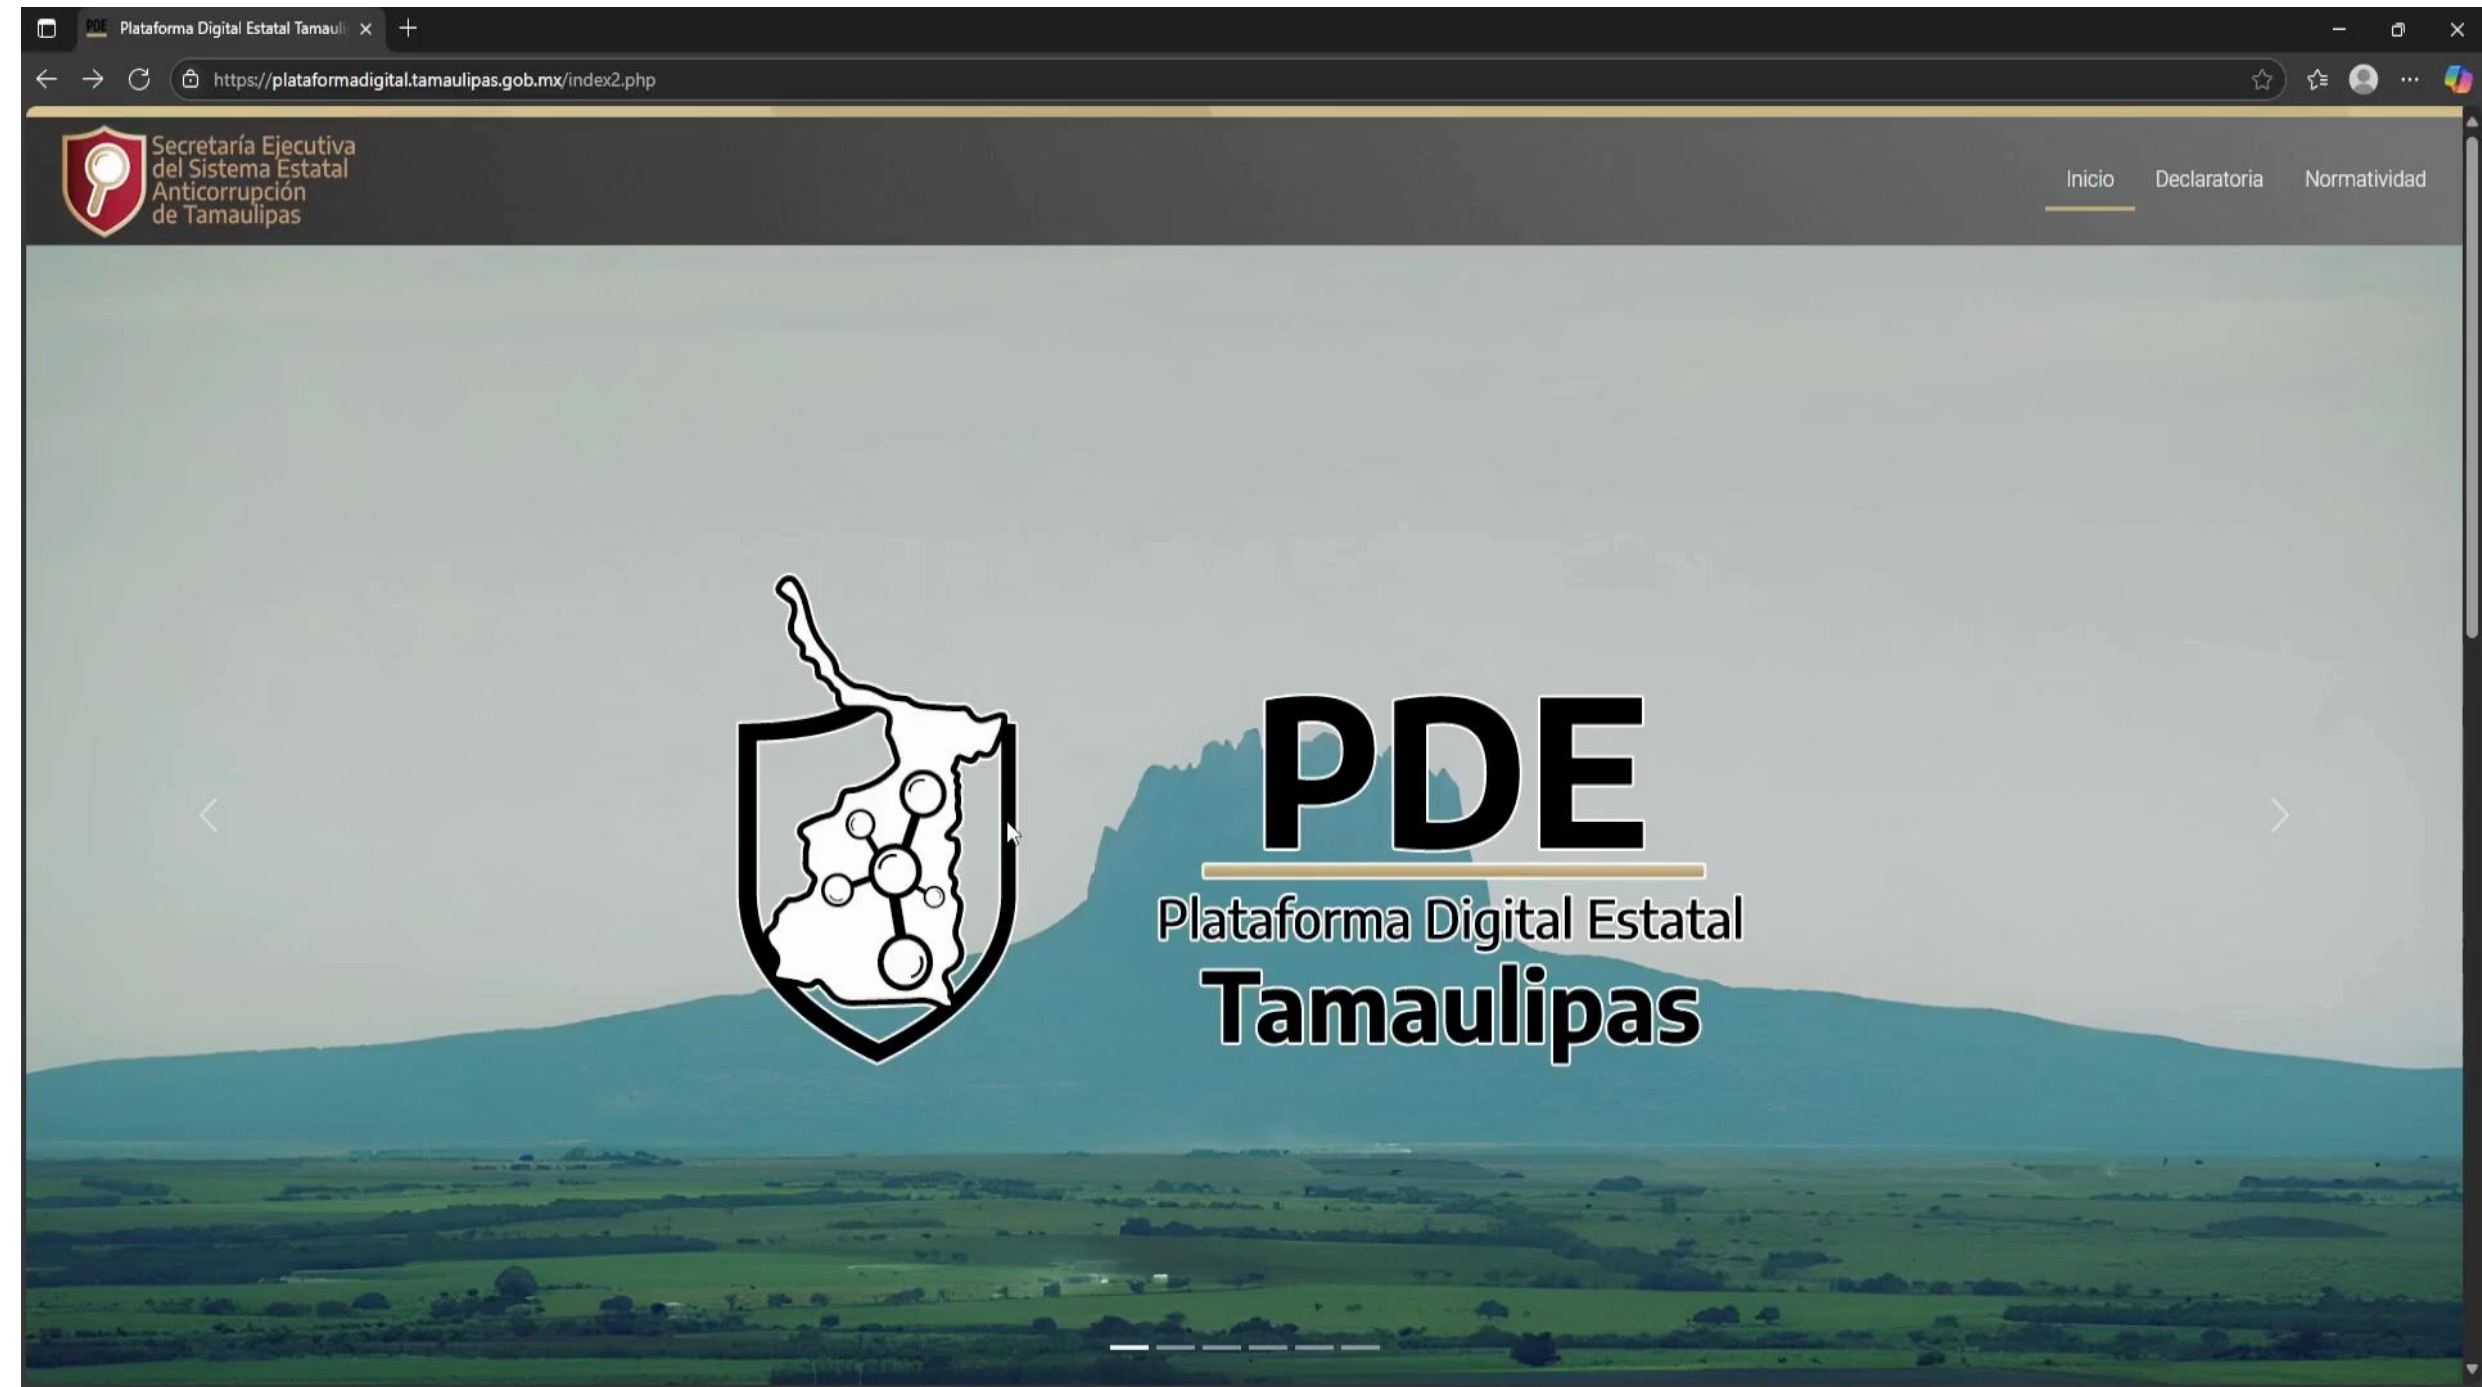 PDE Plataforma Digital Estatal Tamauli
https://plataformadigital.tamaulipas.gob.mx/index2.php
Secretaría Ejecutiva
del Sistema Estatal
Anticorrupción
de Tamaulipas
Inicio Declaratoria Normatividad
PDE
Plataforma Digital Estatal
Tamaulipas